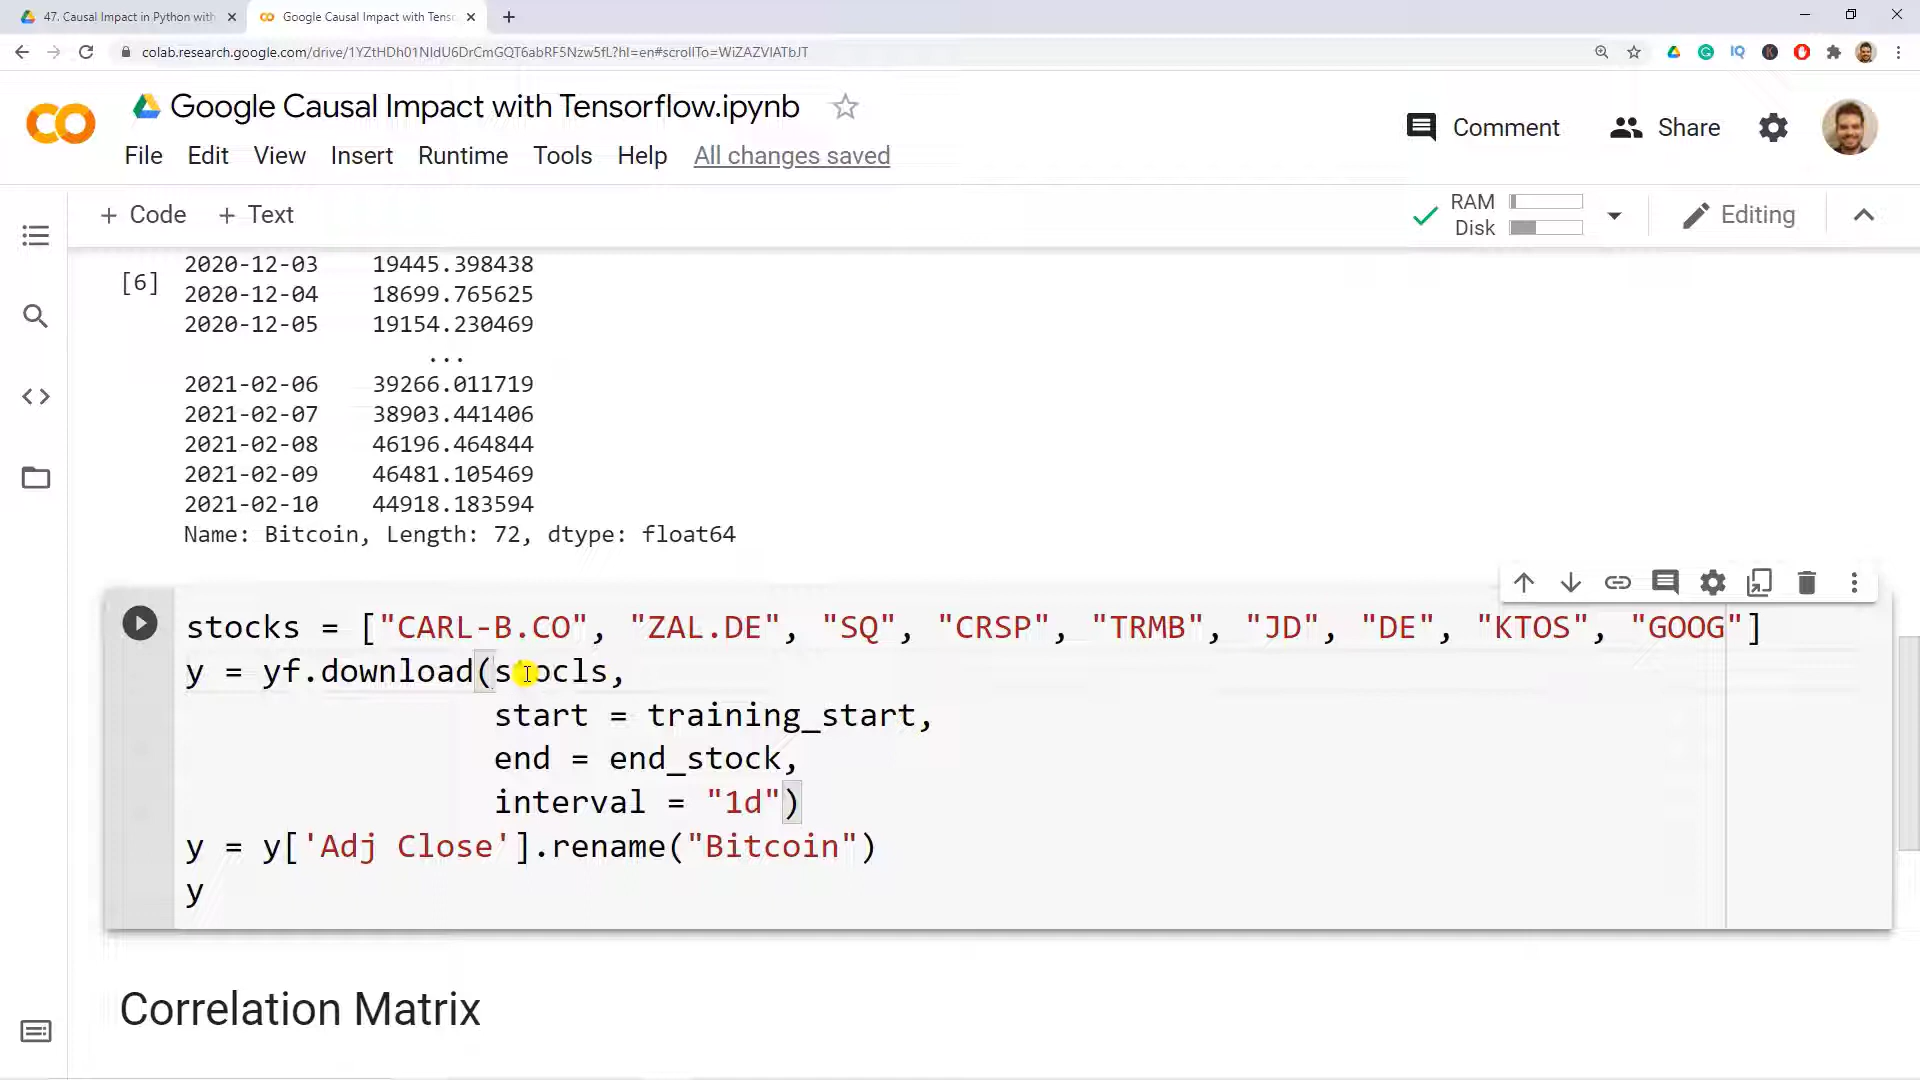 47. Causal Impact in Python with
Google Causal Impact with Tenso
colab.research.google.com/drive/1YZtHDh01NIdU6DrCmGQT6abRF5Nzw5fL?hl=en#scrollTo=WiZAZVIATbJT
Google Causal Impact with Tensorflow.ipynb
Comment
Share
File Edit View Insert Runtime Tools Help All changes saved
+ Code + Text
RAM
Disk
Editing
[6]
2020-12-03 19445.398438
2020-12-04 18699.765625
2020-12-05 19154.230469
...
2021-02-06 39266.011719
2021-02-07 38903.441406
2021-02-08 46196.464844
2021-02-09 46481.105469
2021-02-10 44918.183594
Name: Bitcoin, Length: 72, dtype: float64
stocks = ["CARL-B.CO", "ZAL.DE", "SQ", "CRSP", "TRMB", "JD", "DE", "KTOS", "GOOG"]
y = yf.download(stocls,
start = training_start,
end = end_stock,
interval = "1d")
y = y['Adj Close'].rename("Bitcoin")
y
Correlation Matrix